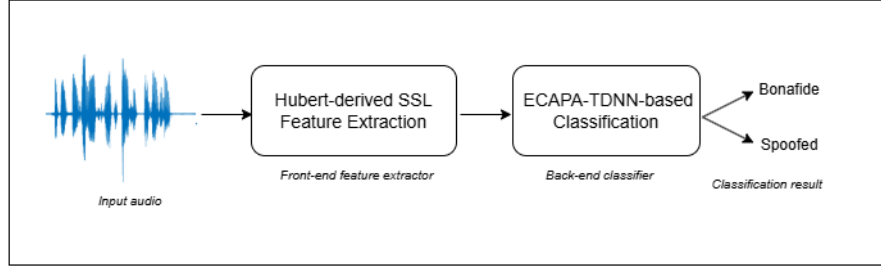 Hubert-derived SSL
Feature Extraction
ECAPA-TDNN-based
Classification
Bonafide
Spoofed
Input audio
Front-end feature extractor
Back-end classifier
Classification result